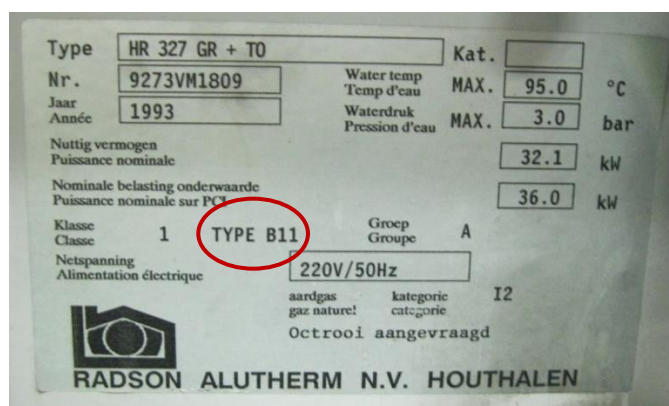 Type HR 327 GR + TO Kat.
Nr. 9273VM1809 Water temp Temp d'eau MAX. 95.0 °C
Jaar Année 1993 Waterdruk Pression d'eau MAX. 3.0 bar
Nuttig vermogen
Puissance nominale 32.1 kW
Nominale belasting onderwaarde
Puissance nominale sur PCI 36.0 kW
Klasse Classe 1 TYPE B11 Groep Groupe A
Netspanning
Alimentation électrique 220V/50Hz
aardgas kategorie I2
gaz nature! categorie
Octrooi aangevraagd
RADSON ALUTHERM N.V. HOUTHALEN